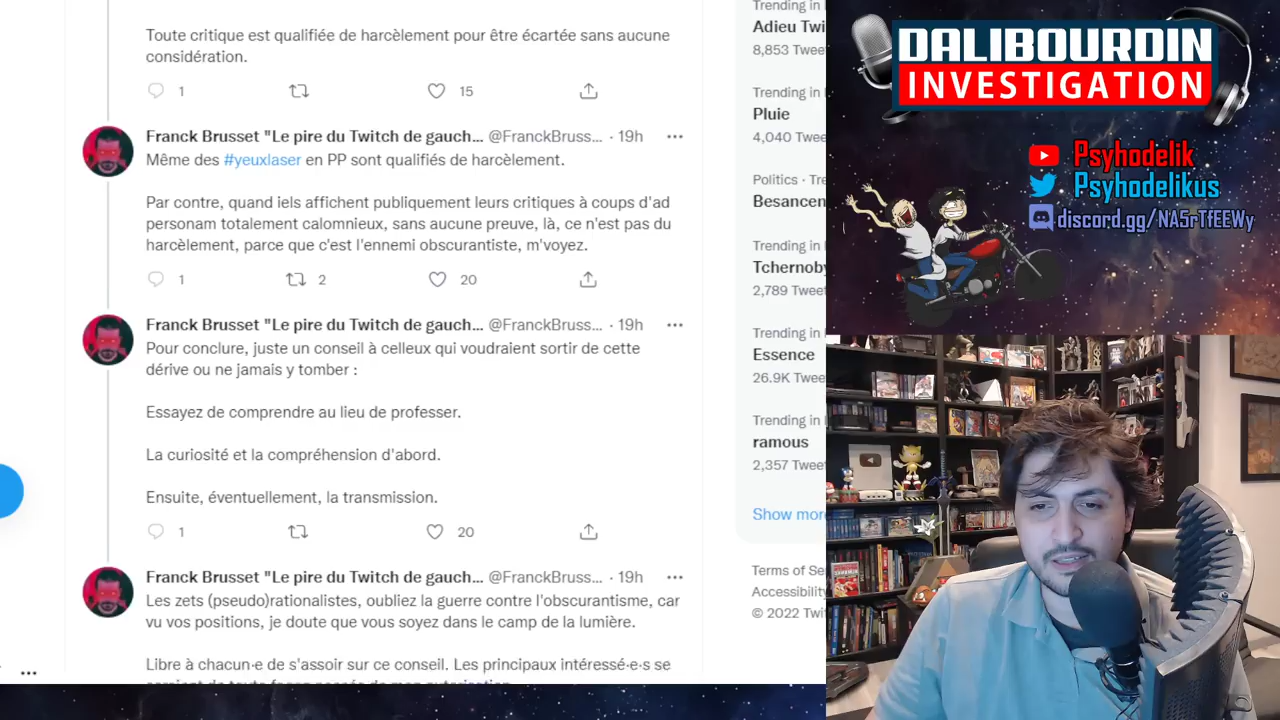 Toute critique est qualifiée de harcèlement pour être écartée sans aucune
considération.
1
15
Franck Brusset "Le pire du Twitch de gauch... @FranckBruss... · 19h
Même des #yeuxlaser en PP sont qualifiés de harcèlement.
Par contre, quand iels affichent publiquement leurs critiques à coups d'ad
personam totalement calomnieux, sans aucune preuve, là, ce n'est pas du
harcèlement, parce que c'est l'ennemi obscurantiste, m'voyez.
1
2
20
Franck Brusset "Le pire du Twitch de gauch... @FranckBruss... · 19h
Pour conclure, juste un conseil à celleux qui voudraient sortir de cette
dérive ou ne jamais y tomber :
Essayez de comprendre au lieu de professer.
La curiosité et la compréhension d'abord.
Ensuite, éventuellement, la transmission.
1
20
Franck Brusset "Le pire du Twitch de gauch... @FranckBruss... · 19h
Les zets (pseudo)rationalistes, oubliez la guerre contre l'obscurantisme, car
vu vos positions, je doute que vous soyez dans le camp de la lumière.
Libre à chacun·e de s'assoir sur ce conseil. Les principaux intéressé·e·s se
Trending in
Adieu Twi
8,853 Tweet
Trending in
Pluie
4,040 Twee
Politics · Tre
Besancen
Trending in
Tchernoby
2,789 Tweet
Trending in
Essence
26.9K Twee
Trending in
ramous
2,357 Tweet
Show mor
Terms of Se
Accessibility
© 2022 Twit
DALIBOURDIN
INVESTIGATION
Psyhodelik
Psyhodelikus
discord.gg/NA5rTfEEWy